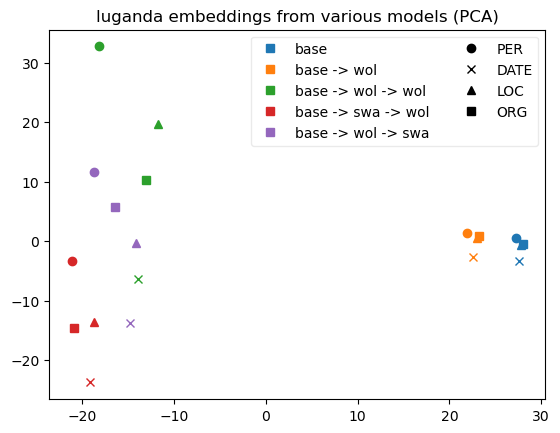 luganda embeddings from various models (PCA)
base
base -> wol
base -> wol -> wol
base -> swa -> wol
base -> wol -> swa
PER
DATE
LOC
ORG
30
20
10
0
−10
−20
−20
−10
0
10
20
30